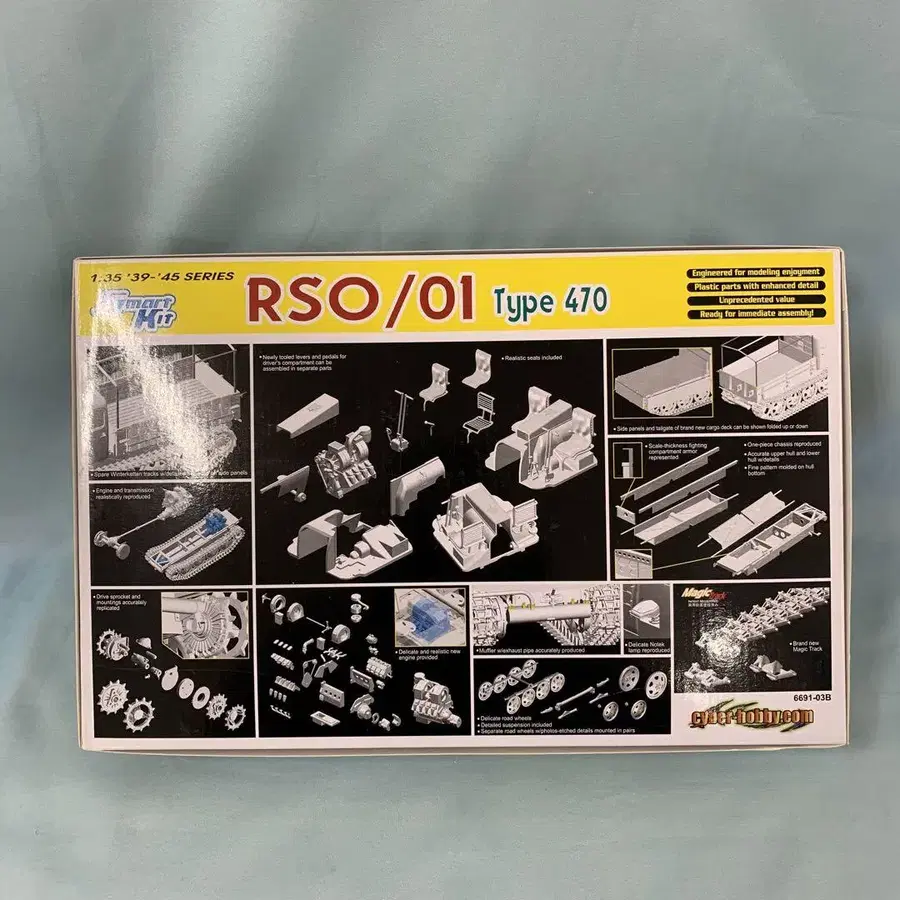 1:35 '39-'45 SERIES
Smart
Kit
RSO/01 Type 470
Engineered for modeling enjoyment
Plastic parts with enhanced detail
Unprecedented value
Ready for immediate assembly!
• Spare Winterketten tracks w/
side panels
• Newly tooled levers and pedals for
driver's compartment can be
assembled in separate parts
• Realistic seats included
• Side panels and tailgate of brand new cargo deck can be shown folded up or down
• Engine and transmission
realistically reproduced
• Scale-thickness fighting
compartment armor
represented
• One-piece chassis reproduced
• Accurate upper hull and lower
hull w/details
• Fine pattern molded on hull
bottom
• Drive sprocket and
mountings accurately
replicated
• Delicate and realistic new
engine provided
• Muffler w/exhaust pipe accurately produced
• Delicate Notek
lamp reproduced
• Delicate road wheels
• Detailed suspension included
• Separate road wheels w/photos-etched details mounted in pairs
Magic Track
• Brand new
Magic Track
6691-03B
cyber-hobby.com